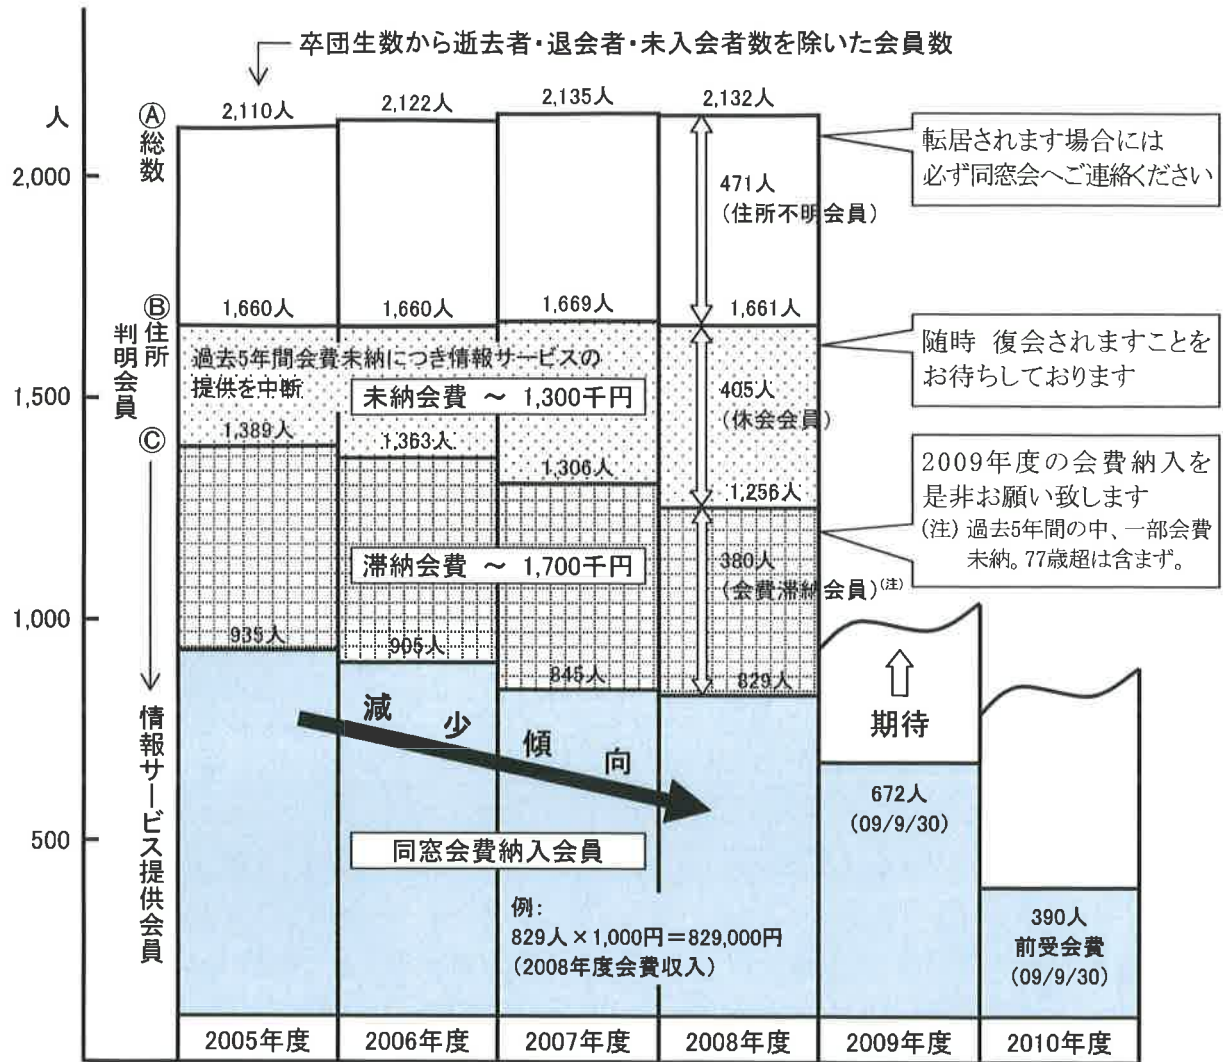 卒団生数から逝去者・退会者・未入会者数を除いた会員数
人
2,000
1,500
1,000
500
Ⓐ総数
Ⓑ住所判明会員
Ⓒ
情報サービス提供会員
2,110人
2,122人
2,135人
2,132人
471人
(住所不明会員)
転居されます場合には
必ず同窓会へご連絡ください
1,660人
1,660人
1,669人
1,661人
過去5年間会費未納につき情報サービスの
提供を中断
未納会費 ～ 1,300千円
405人
(休会会員)
随時 復会されますことを
お待ちしております
1,389人
1,363人
1,306人
1,256人
滞納会費 ～ 1,700千円
380人
(会費滞納会員)(注)
2009年度の会費納入を
是非お願い致します
(注) 過去5年間の中、一部会費
未納。77歳超は含まず。
935人
905人
845人
829人
減少傾向
期待
672人
(09/9/30)
同窓会費納入会員
例:
829人×1,000円=829,000円
(2008年度会費収入)
390人
前受会費
(09/9/30)
2005年度
2006年度
2007年度
2008年度
2009年度
2010年度